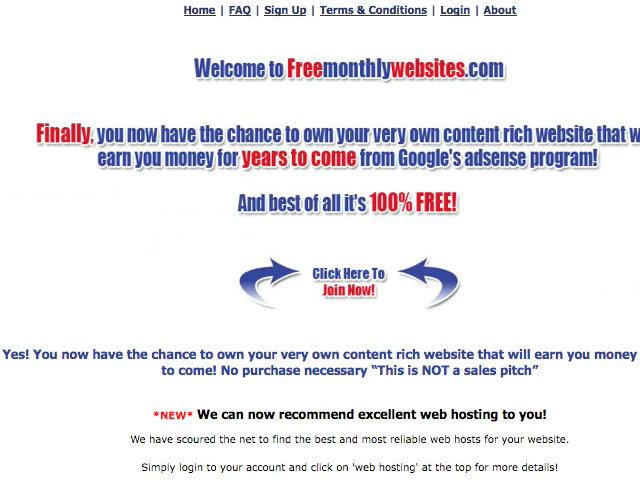 Home | FAQ | Sign Up | Terms & Conditions | Login | About
Welcome to Freemonthlywebsites.com
Finally, you now have the chance to own your very own content rich website that w
earn you money for years to come from Google's adsense program!
And best of all it's 100% FREE!
Click Here To
Join Now!
Yes! You now have the chance to own your very own content rich website that will earn you money
to come! No purchase necessary “This is NOT a sales pitch”
*NEW* We can now recommend excellent web hosting to you!
We have scoured the net to find the best and most reliable web hosts for your website.
Simply login to your account and click on 'web hosting' at the top for more details!